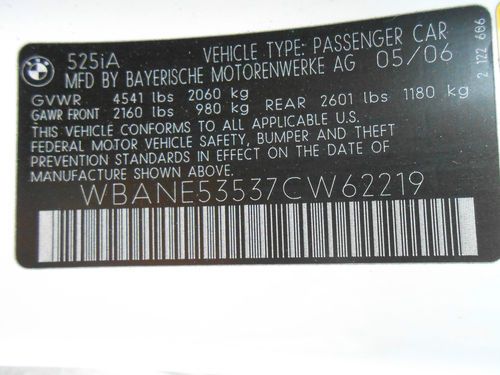 525iA VEHICLE TYPE: PASSENGER CAR
MFD BY BAYERISCHE MOTORENWERKE AG 05/06
GVWR 4541 lbs 2060 kg
GAWR FRONT 2160 lbs 980 kg REAR 2601 lbs 1180 kg
THIS VEHICLE CONFORMS TO ALL APPLICABLE U.S.
FEDERAL MOTOR VEHICLE SAFETY, BUMPER AND THEFT
PREVENTION STANDARDS IN EFFECT ON THE DATE OF
MANUFACTURE SHOWN ABOVE.
WBANE53537CW62219
2 122 606